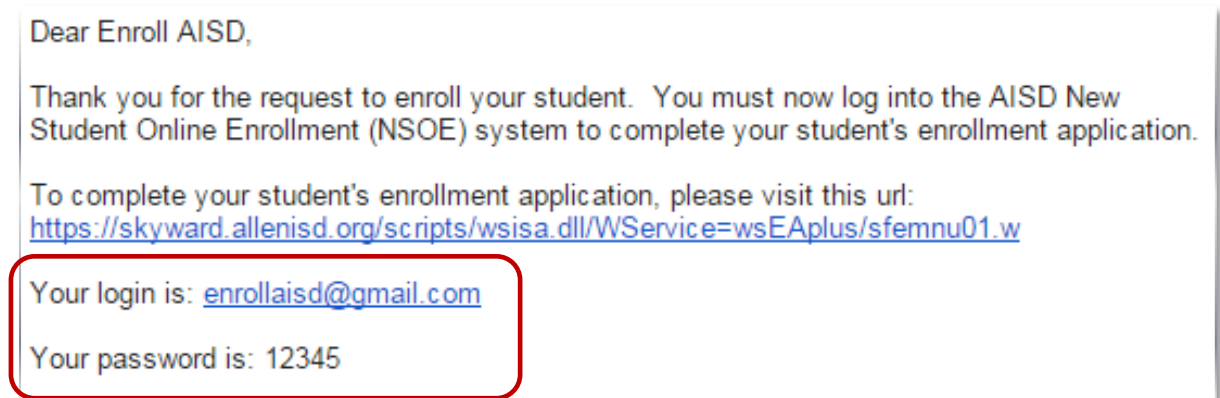 Dear Enroll AISD,
Thank you for the request to enroll your student.  You must now log into the AISD New
Student Online Enrollment (NSOE) system to complete your student's enrollment application.
To complete your student's enrollment application, please visit this url:
https://skyward.allenisd.org/scripts/wsisa.dll/WService=wsEAplus/sfemnu01.w
Your login is: enrollaisd@gmail.com
Your password is: 12345